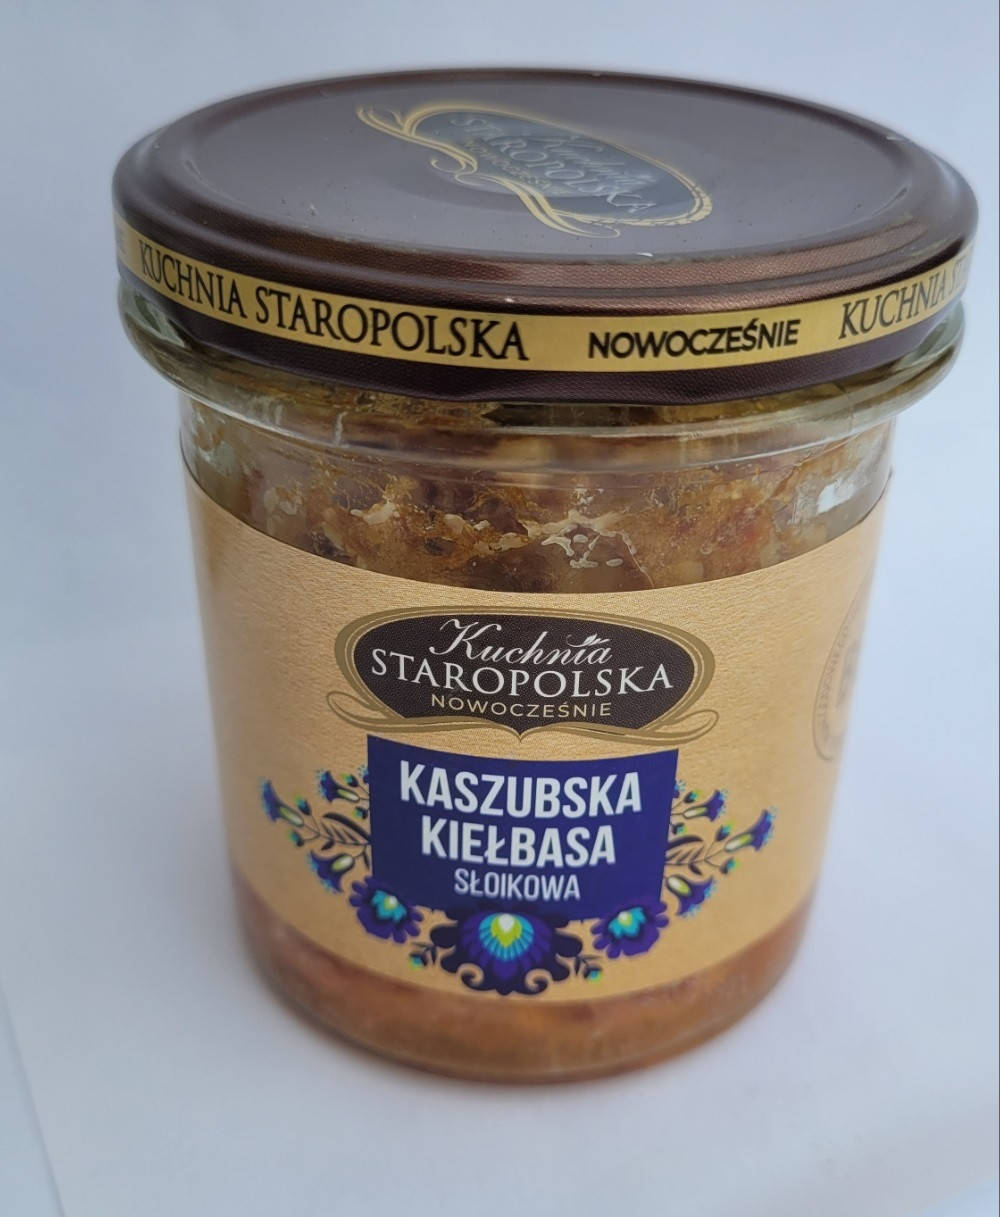 Kuchnia
STAROPOLSKA
NOWOCZEŚNIE
KUCHNIA STAROPOLSKA NOWOCZEŚNIE KUCHNIA ST
Kuchnia
STAROPOLSKA
NOWOCZEŚNIE
KASZUBSKA
KIEŁBASA
SŁOIKOWA